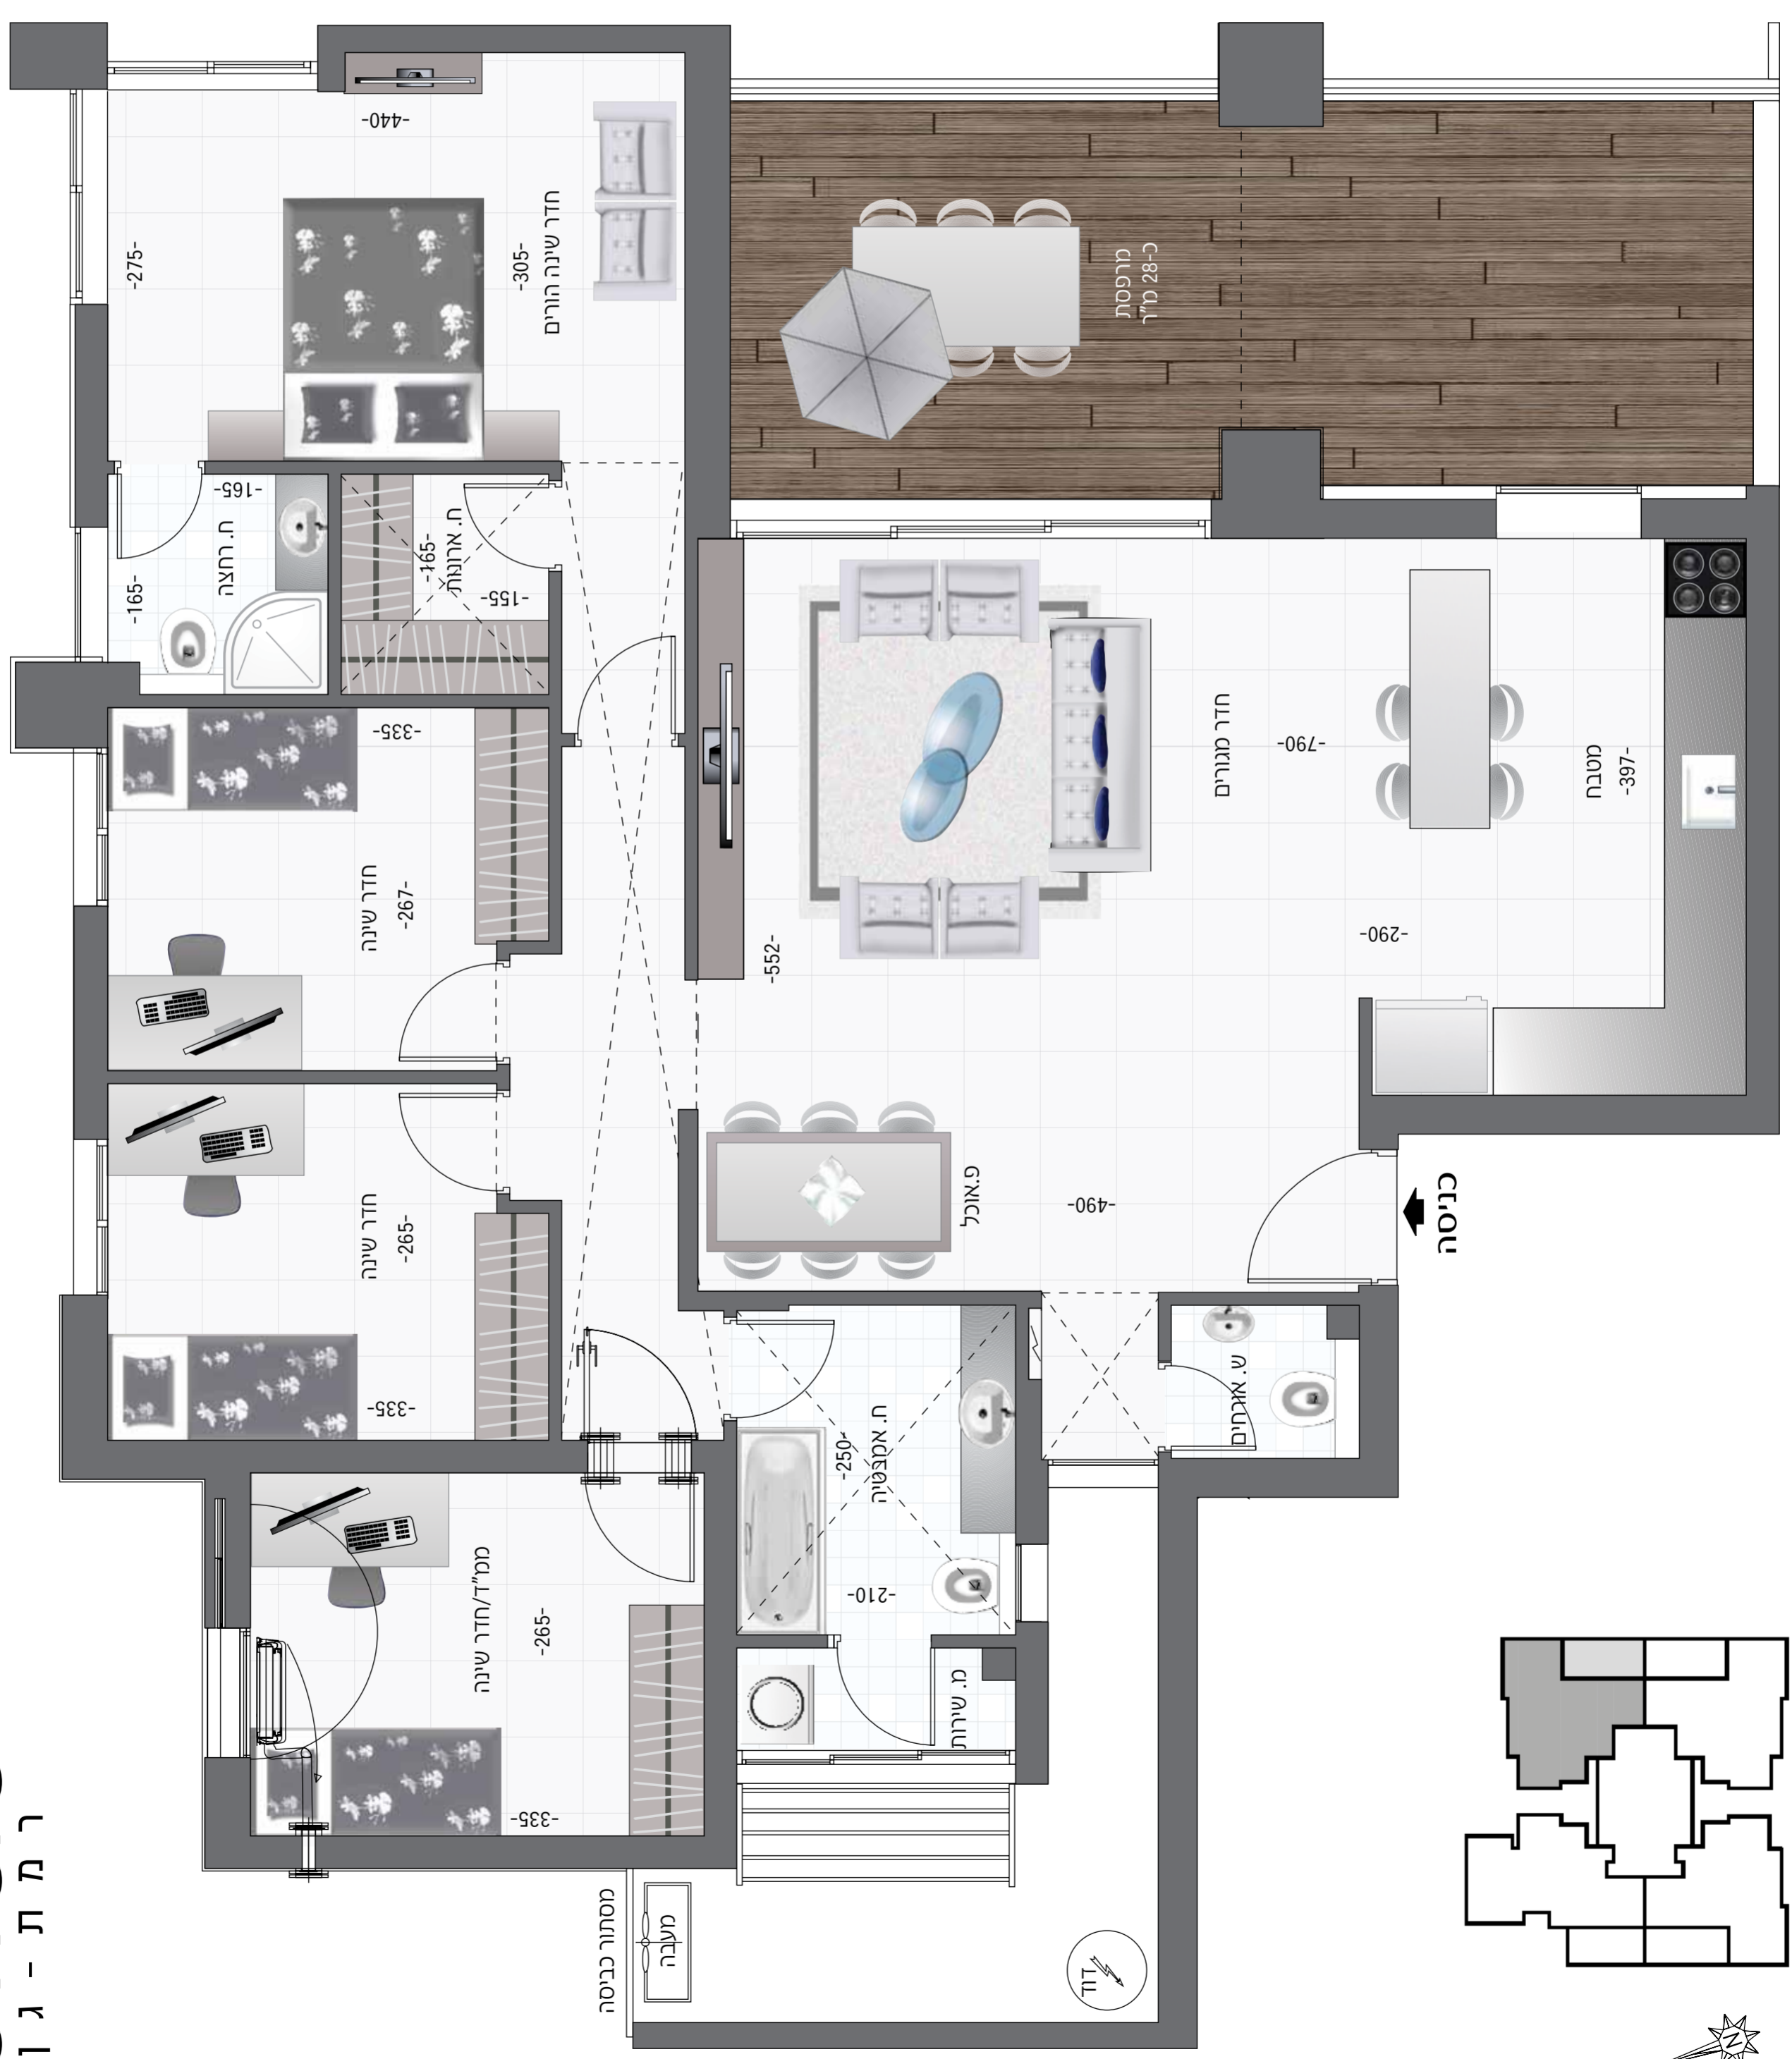 -440-
-275-
-305-
חדר שינה הורים
מרפסת
כ-28 מ"ר
-165-
ח. רחצה
-165-
-165-
ח. ארונות
-155-
-335-
חדר שינה
-267-
חדר מגורים
-790-
מטבח
-397-
-290-
-552-
פ.אוכל
-490-
כניסה
חדר שינה
-265-
-335-
ח. אמבטיה
-250-
-210-
ש. אורחים
ממ"ד/חדר שינה
-265-
-335-
מ. שירות
מסתור כביסה
מעבה
דוד
רמת-גן
N